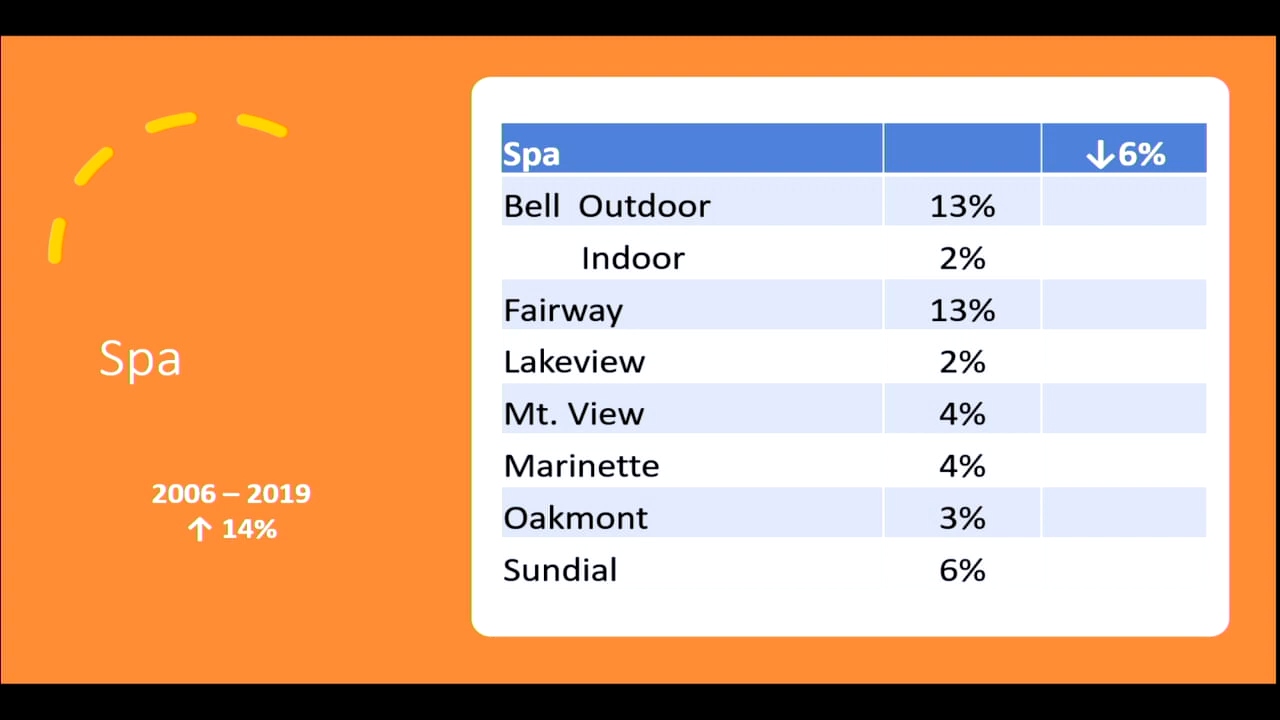 Spa
2006 – 2019
↑ 14%
Spa ↓6%
Bell Outdoor 13%
Indoor 2%
Fairway 13%
Lakeview 2%
Mt. View 4%
Marinette 4%
Oakmont 3%
Sundial 6%